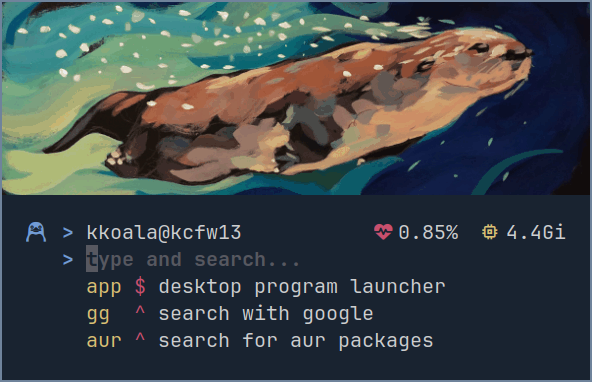 > kkoala@kcfw13 0.85% 4.4Gi
> type and search...
app $ desktop program launcher
gg ^ search with google
aur ^ search for aur packages